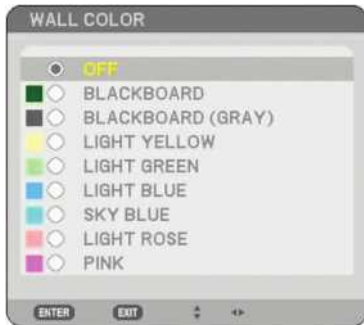 WALL COLOR
OFF
BLACKBOARD
BLACKBOARD (GRAY)
LIGHT YELLOW
LIGHT GREEN
LIGHT BLUE
SKY BLUE
LIGHT ROSE
PINK
ENTER EXIT